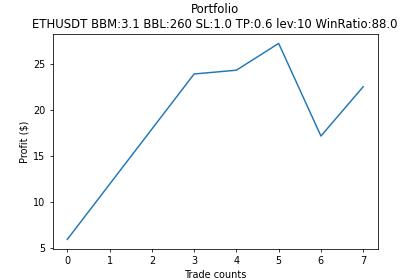 Portfolio
ETHUSDT BBM:3.1 BBL:260 SL:1.0 TP:0.6 lev:10 WinRatio:88.0
Profit ($)
25
20
15
10
5
0 1 2 3 4 5 6 7
Trade counts